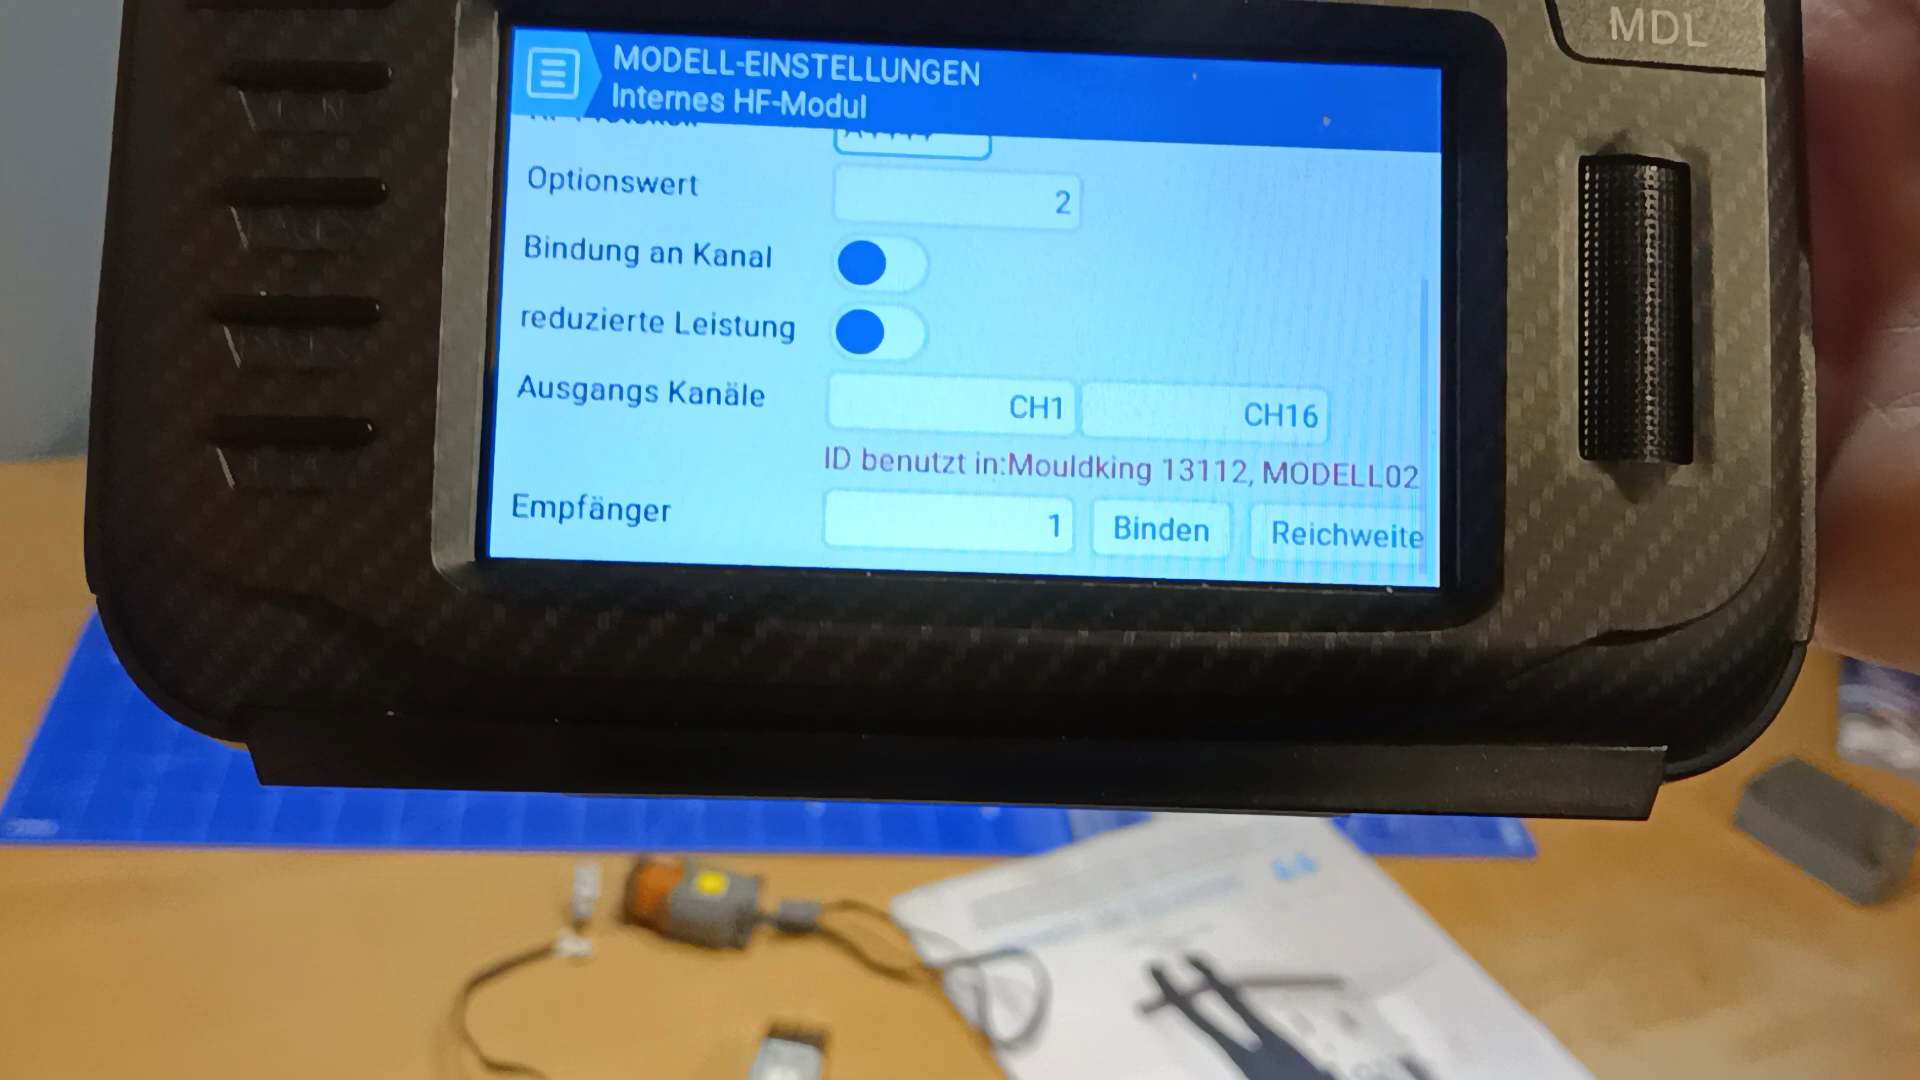 MDL
MODELL-EINSTELLUNGEN
Internes HF-Modul
Optionswert 2
Bindung an Kanal
reduzierte Leistung
Ausgangs Kanäle CH1 CH16
ID benutzt in:Mouldking 13112, MODELL02
Empfänger 1 Binden Reichweite